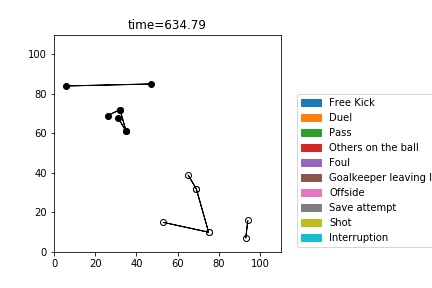 time=634.79
100
80
60
40
20
0
0 20 40 60 80 100
Free Kick
Duel
Pass
Others on the ball
Foul
Goalkeeper leaving
Offside
Save attempt
Shot
Interruption